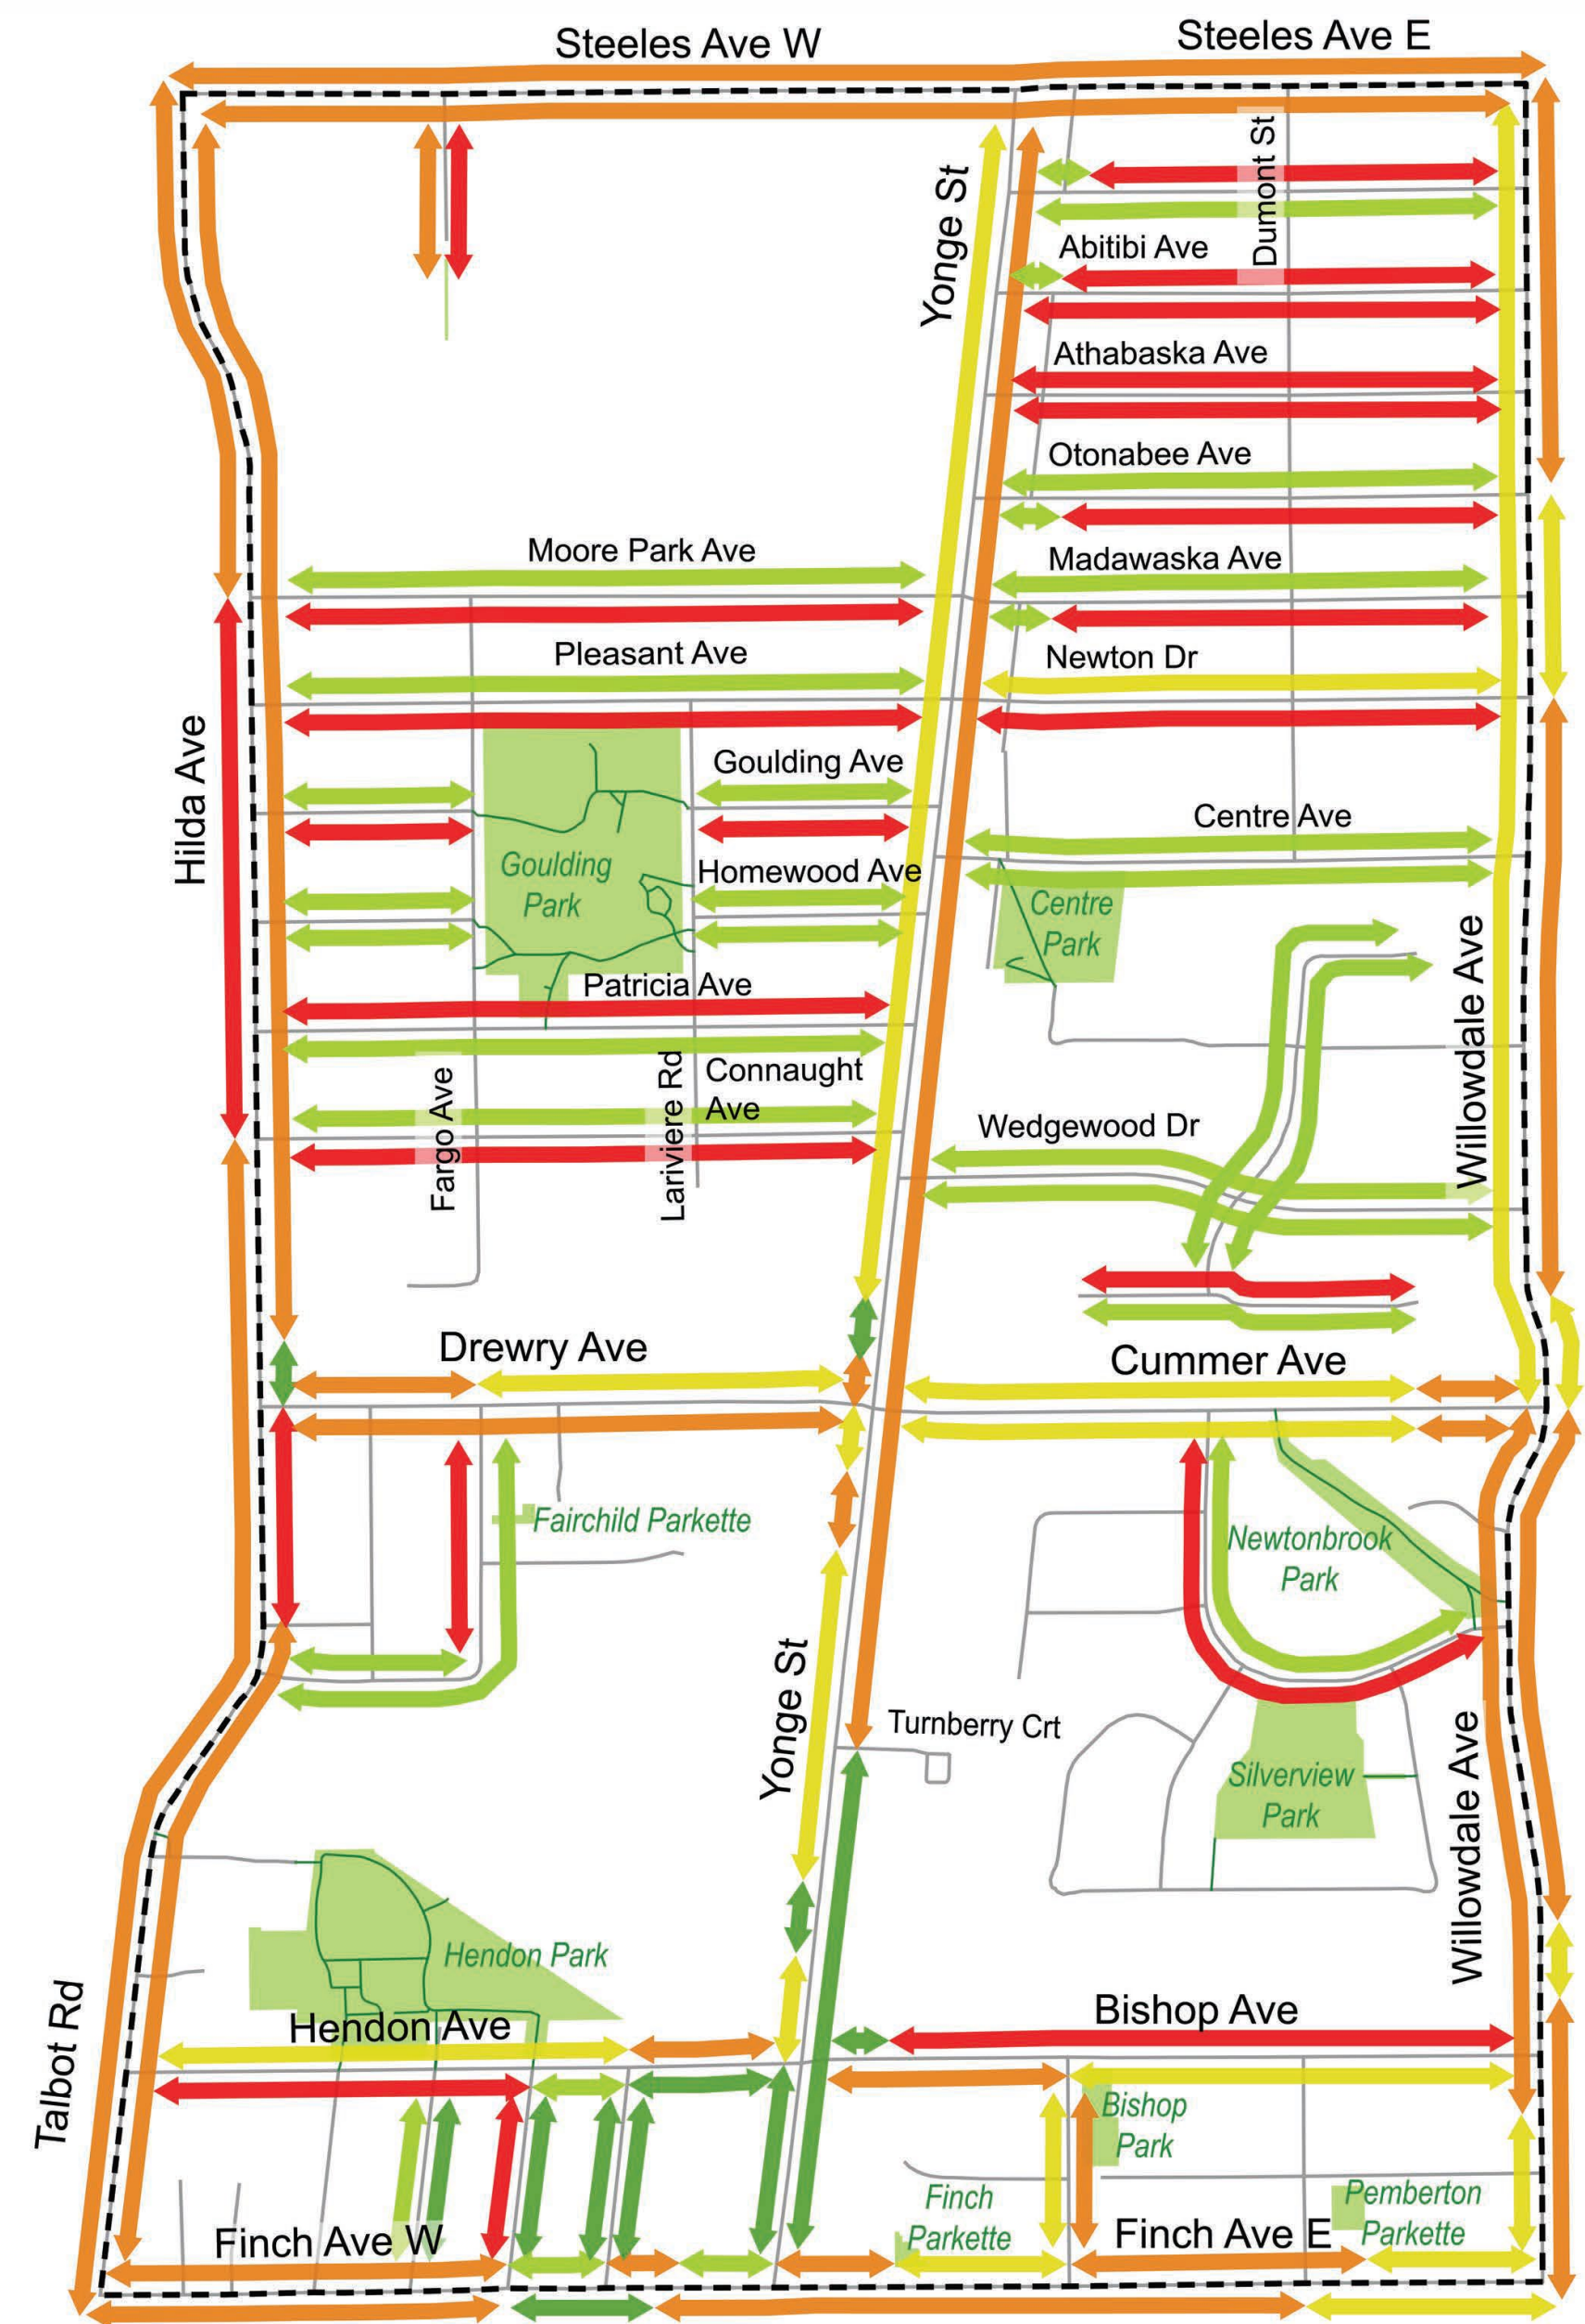 Steeles Ave W
Steeles Ave E
Dumont St
Yonge St
Abitibi Ave
Athabaska Ave
Otonabee Ave
Moore Park Ave
Madawaska Ave
Pleasant Ave
Newton Dr
Hilda Ave
Goulding Ave
Centre Ave
Goulding
Park
Homewood Ave
Centre
Park
Patricia Ave
Willowdale Ave
Fargo Ave
Lariviere Rd
Connaught
Ave
Wedgewood Dr
Drewry Ave
Cummer Ave
Fairchild Parkette
Newtonbrook
Park
Yonge St
Turnberry Crt
Silverview
Park
Willowdale Ave
Hendon Park
Talbot Rd
Hendon Ave
Bishop Ave
Bishop
Park
Finch
Parkette
Pemberton
Parkette
Finch Ave W
Finch Ave E